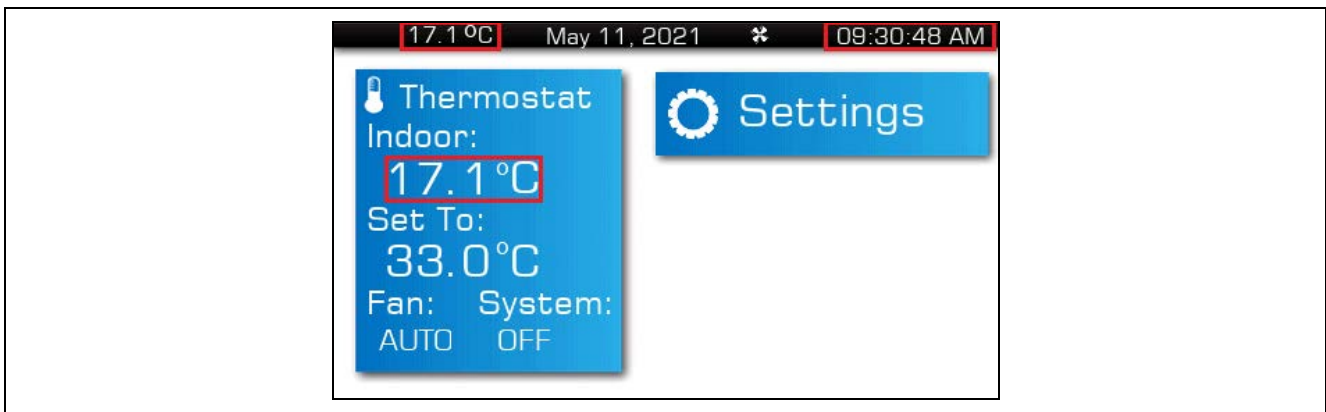 17.1 ºC May 11, 2021 09:30:48 AM
Thermostat
Indoor:
17.1°C
Set To:
33.0°C
Fan: System:
AUTO OFF
Settings